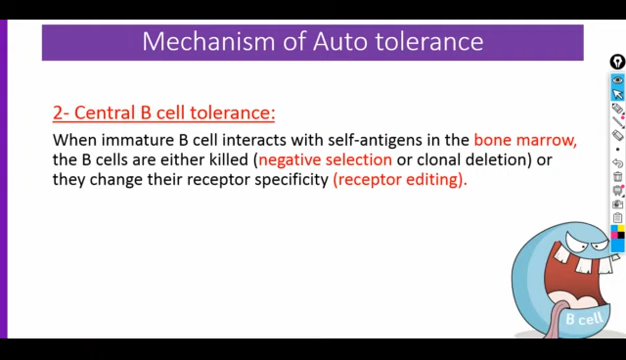 Mechanism of Auto tolerance
2- Central B cell tolerance:
When immature B cell interacts with self-antigens in the bone marrow,
the B cells are either killed (negative selection or clonal deletion) or
they change their receptor specificity (receptor editing).
B cell